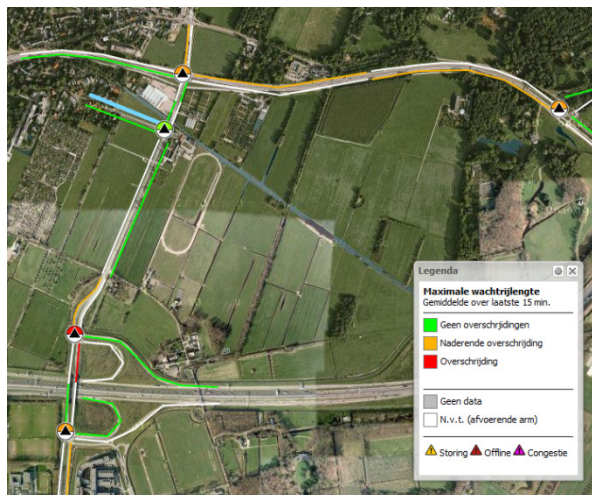 Legenda
Maximale wachtrijlengte
Gemiddelde over laatste 15 min.
Geen overschrijdingen
Naderende overschrijding
Overschrijding
Geen data
N.v.t. (afvoerende arm)
Storing Offline Congestie